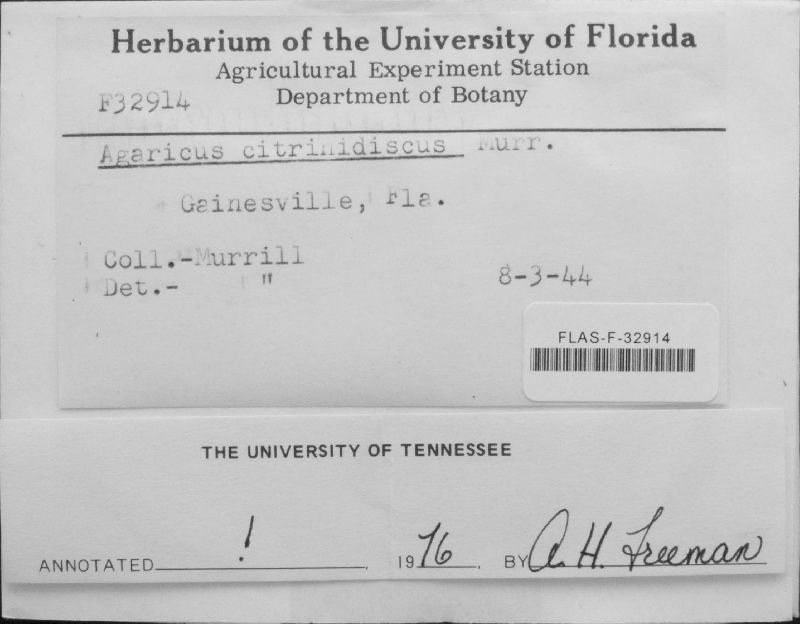 Herbarium of the University of Florida
Agricultural Experiment Station
F32914 Department of Botany
Agaricus citrinidiscus Murr.
Gainesville, Fla.
Coll.-Murrill
Det.- " 8-3-44
FLAS-F-32914
THE UNIVERSITY OF TENNESSEE
ANNOTATED ! . 1976 . BY A. H. Freeman